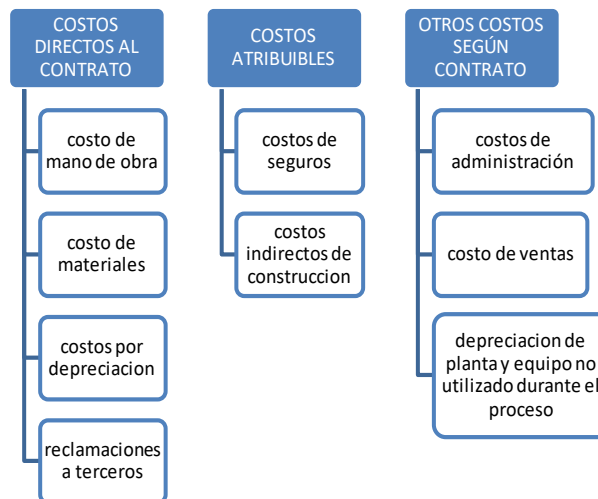 COSTOS
DIRECTOS AL
CONTRATO
costo de
mano de obra
costo de
materiales
costos por
depreciacion
reclamaciones
a terceros
COSTOS
ATRIBUIBLES
costos de
seguros
costos
indirectos de
construccion
OTROS COSTOS
SEGÚN
CONTRATO
costos de
administración
costo de ventas
depreciacion de
planta y equipo no
utilizado durante el
proceso